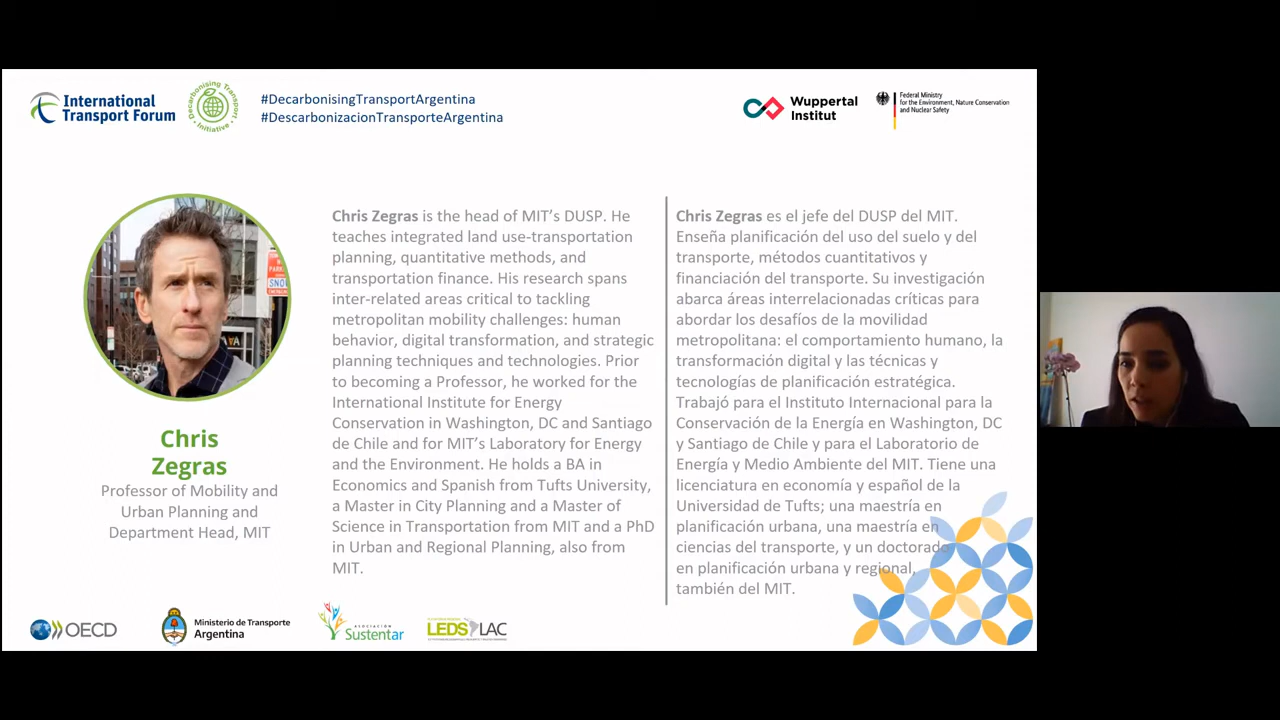 International
Transport Forum
Decarbonising Transport
Initiative
#DecarbonisingTransportArgentina
#DescarbonizacionTransporteArgentina
Wuppertal
Institut
Federal Ministry
for the Environment, Nature Conservation
and Nuclear Safety
Chris
Zegras
Professor of Mobility and
Urban Planning and
Department Head, MIT
Chris Zegras is the head of MIT's DUSP. He
teaches integrated land use-transportation
planning, quantitative methods, and
transportation finance. His research spans
inter-related areas critical to tackling
metropolitan mobility challenges: human
behavior, digital transformation, and strategic
planning techniques and technologies. Prior
to becoming a Professor, he worked for the
International Institute for Energy
Conservation in Washington, DC and Santiago
de Chile and for MIT's Laboratory for Energy
and the Environment. He holds a BA in
Economics and Spanish from Tufts University,
a Master in City Planning and a Master of
Science in Transportation from MIT and a PhD
in Urban and Regional Planning, also from
MIT.
Chris Zegras es el jefe del DUSP del MIT.
Enseña planificación del uso del suelo y del
transporte, métodos cuantitativos y
financiación del transporte. Su investigación
abarca áreas interrelacionadas críticas para
abordar los desafíos de la movilidad
metropolitana: el comportamiento humano, la
transformación digital y las técnicas y
tecnologías de planificación estratégica.
Trabajó para el Instituto Internacional para la
Conservación de la Energía en Washington, DC
y Santiago de Chile y para el Laboratorio de
Energía y Medio Ambiente del MIT. Tiene una
licenciatura en economía y español de la
Universidad de Tufts; una maestría en
planificación urbana, una maestría en
ciencias del transporte, y un doctorado
en planificación urbana y regional,
también del MIT.
OECD
Ministerio de Transporte
Argentina
ASOCIACIÓN
Sustentar
LEDS LAC